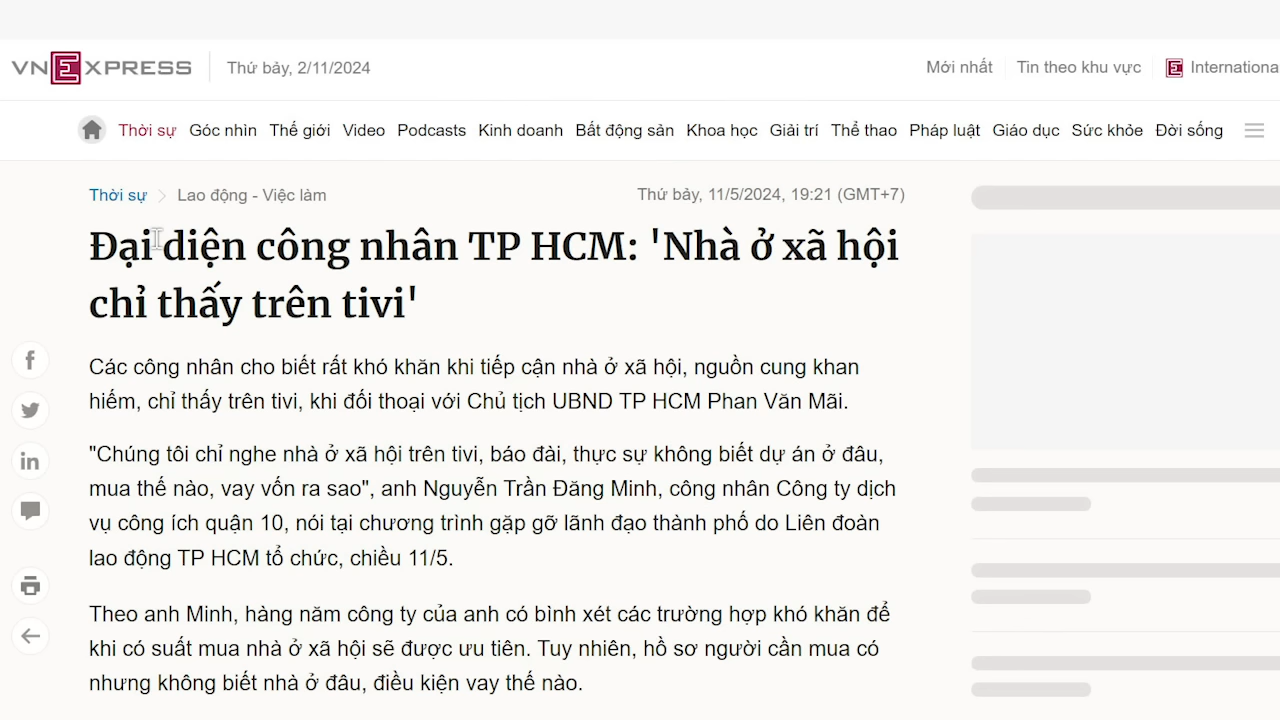 VNEXPRESS
Thứ bảy, 2/11/2024
Mới nhất
Tin theo khu vực
E Internationa
Thời sự Góc nhìn Thế giới Video Podcasts Kinh doanh Bất động sản Khoa học Giải trí Thể thao Pháp luật Giáo dục Sức khỏe Đời sống
Thời sự Lao động - Việc làm
Thứ bảy, 11/5/2024, 19:21 (GMT+7)
Đại diện công nhân TP HCM: 'Nhà ở xã hội
chỉ thấy trên tivi'
Các công nhân cho biết rất khó khăn khi tiếp cận nhà ở xã hội, nguồn cung khan
hiếm, chỉ thấy trên tivi, khi đối thoại với Chủ tịch UBND TP HCM Phan Văn Mãi.
"Chúng tôi chỉ nghe nhà ở xã hội trên tivi, báo đài, thực sự không biết dự án ở đâu,
mua thế nào, vay vốn ra sao", anh Nguyễn Trần Đăng Minh, công nhân Công ty dịch
vụ công ích quận 10, nói tại chương trình gặp gỡ lãnh đạo thành phố do Liên đoàn
lao động TP HCM tổ chức, chiều 11/5.
Theo anh Minh, hàng năm công ty của anh có bình xét các trường hợp khó khăn để
khi có suất mua nhà ở xã hội sẽ được ưu tiên. Tuy nhiên, hồ sơ người cần mua có
nhưng không biết nhà ở đâu, điều kiện vay thế nào.